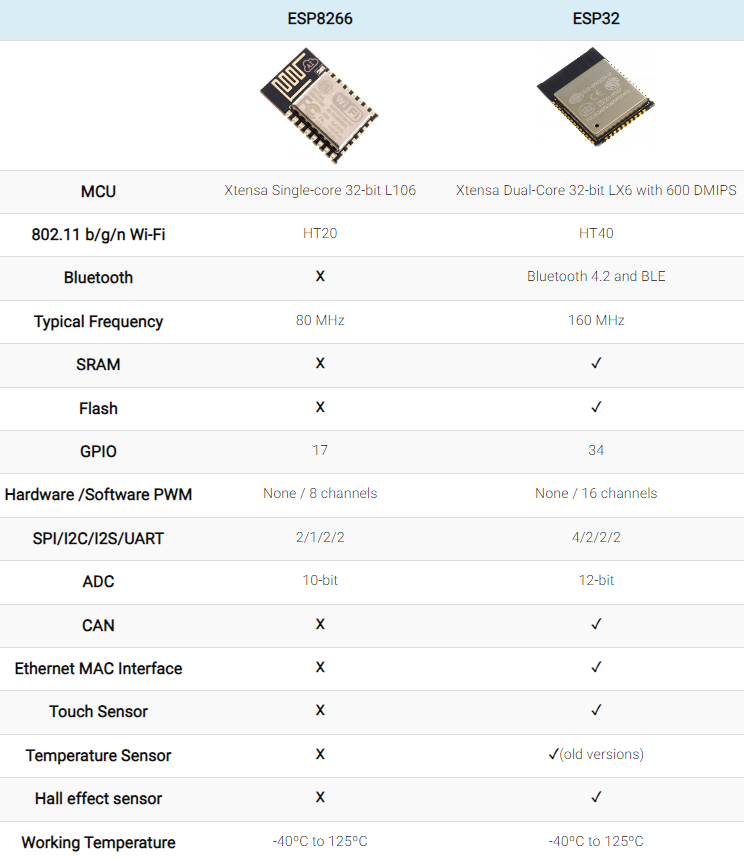 ESP8266 ESP32
WiFi
MCU Xtensa Single-core 32-bit L106 Xtensa Dual-Core 32-bit LX6 with 600 DMIPS
802.11 b/g/n Wi-Fi HT20 HT40
Bluetooth X Bluetooth 4.2 and BLE
Typical Frequency 80 MHz 160 MHz
SRAM X ✓
Flash X ✓
GPIO 17 34
Hardware /Software PWM None / 8 channels None / 16 channels
SPI/I2C/I2S/UART 2/1/2/2 4/2/2/2
ADC 10-bit 12-bit
CAN X ✓
Ethernet MAC Interface X ✓
Touch Sensor X ✓
Temperature Sensor X ✓(old versions)
Hall effect sensor X ✓
Working Temperature -40ºC to 125ºC -40ºC to 125ºC